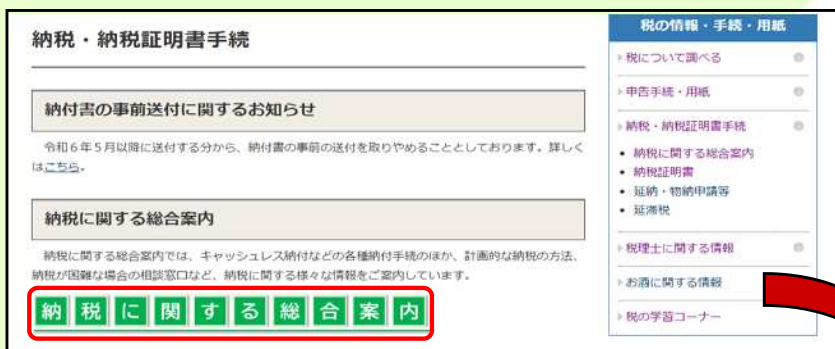 納税・納税証明書手続
納付書の事前送付に関するお知らせ
令和6年5月以降に送付する分から、納付書の事前の送付を取りやめることとしております。詳しく
はこちら。
納税に関する総合案内
納税に関する総合案内では、キャッシュレス納付などの各種納付手続のほか、計画的な納税の方法、
納税が困難な場合の相談窓口など、納税に関する様々な情報をご案内しています。
納税に関する総合案内
税の情報・手続・用紙
税について調べる
申告手続・用紙
納税・納税証明書手続
納税に関する総合案内
納税証明書
延納・物納申請等
延滞税
税理士に関する情報
お酒に関する情報
税の学習コーナー